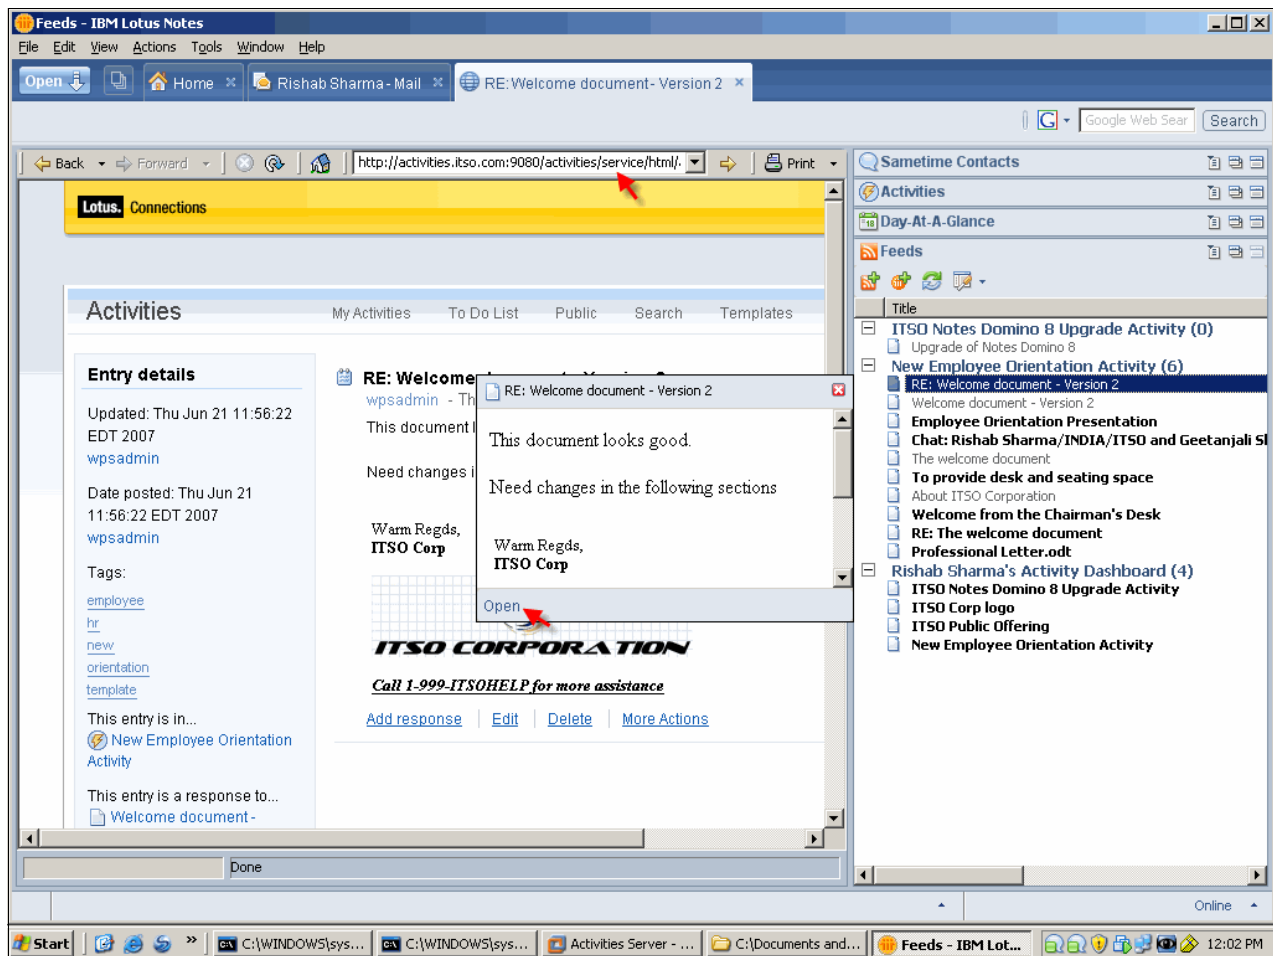 Feeds - IBM Lotus Notes
File Edit View Actions Tools Window Help
Open Home Rishab Sharma - Mail RE: Welcome document- Version 2
Google Web Sear Search
Back Forward http://activities.itso.com:9080/activities/service/html/. Print
Lotus. Connections
Activities
My Activities To Do List Public Search Templates
Entry details
Updated: Thu Jun 21 11:56:22
EDT 2007
wpsadmin
Date posted: Thu Jun 21
11:56:22 EDT 2007
wpsadmin
Tags:
employee
hr
new
orientation
template
This entry is in...
New Employee Orientation
Activity
This entry is a response to...
Welcome document -
RE: Welcome
wpsadmin - Th
This document l
Need changes i
Warm Regds,
ITSO Corp
ITSO CORPORATION
Call 1-999-ITSOHELP for more assistance
Add response Edit Delete More Actions
RE: Welcome document - Version 2
This document looks good.
Need changes in the following sections
Warm Regds,
ITSO Corp
Open
Done
Sametime Contacts
Activities
18 Day-At-A-Glance
Feeds
Title
ITSO Notes Domino 8 Upgrade Activity (0)
Upgrade of Notes Domino 8
New Employee Orientation Activity (6)
RE: Welcome document - Version 2
Welcome document - Version 2
Employee Orientation Presentation
Chat: Rishab Sharma/INDIA/ITSO and Geetanjali Sl
The welcome document
To provide desk and seating space
About ITSO Corporation
Welcome from the Chairman's Desk
RE: The welcome document
Professional Letter.odt
Rishab Sharma's Activity Dashboard (4)
ITSO Notes Domino 8 Upgrade Activity
ITSO Corp logo
ITSO Public Offering
New Employee Orientation Activity
Online
Start C:\WINDOWS\sys... C:\WINDOWS\sys... Activities Server - ... C:\Documents and... Feeds - IBM Lot... 12:02 PM